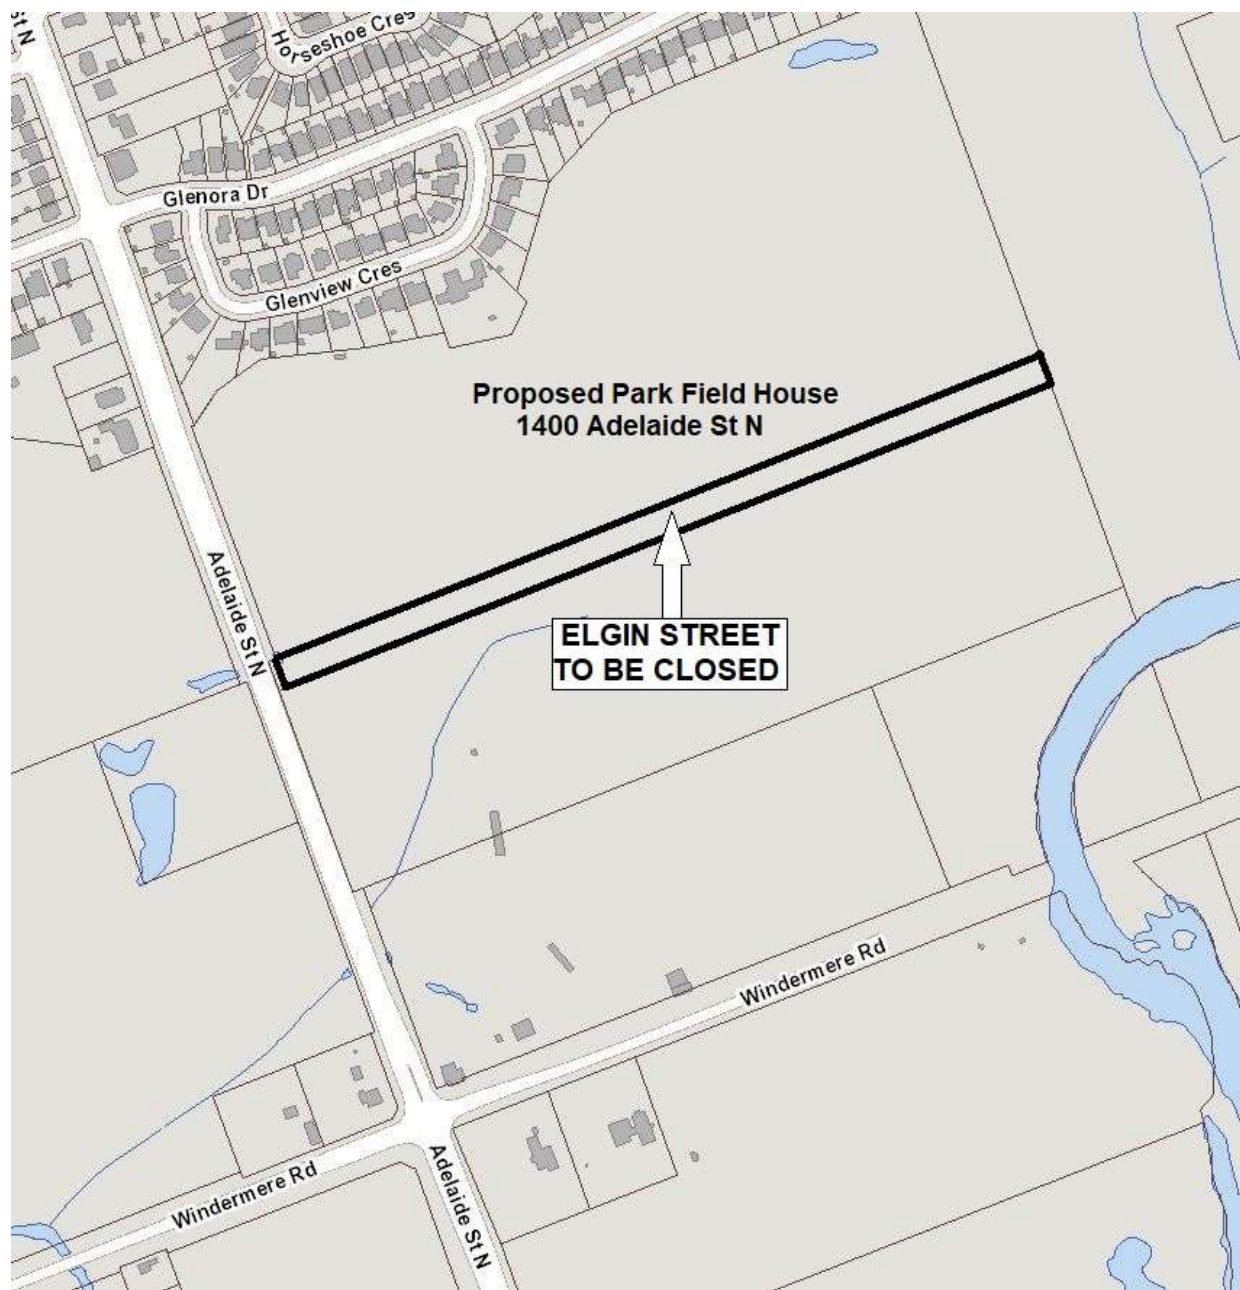 St N
Horseshoe Cres
Glenora Dr
Glenview Cres
Proposed Park Field House
1400 Adelaide St N
Adelaide St N
ELGIN STREET
TO BE CLOSED
Windermere Rd
Windermere Rd
Adelaide St N